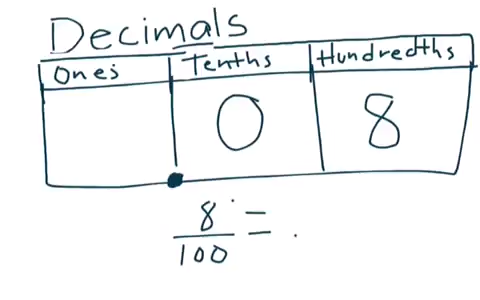 Decimals
Ones Tenths Hundredths
0 8
8/100 = .